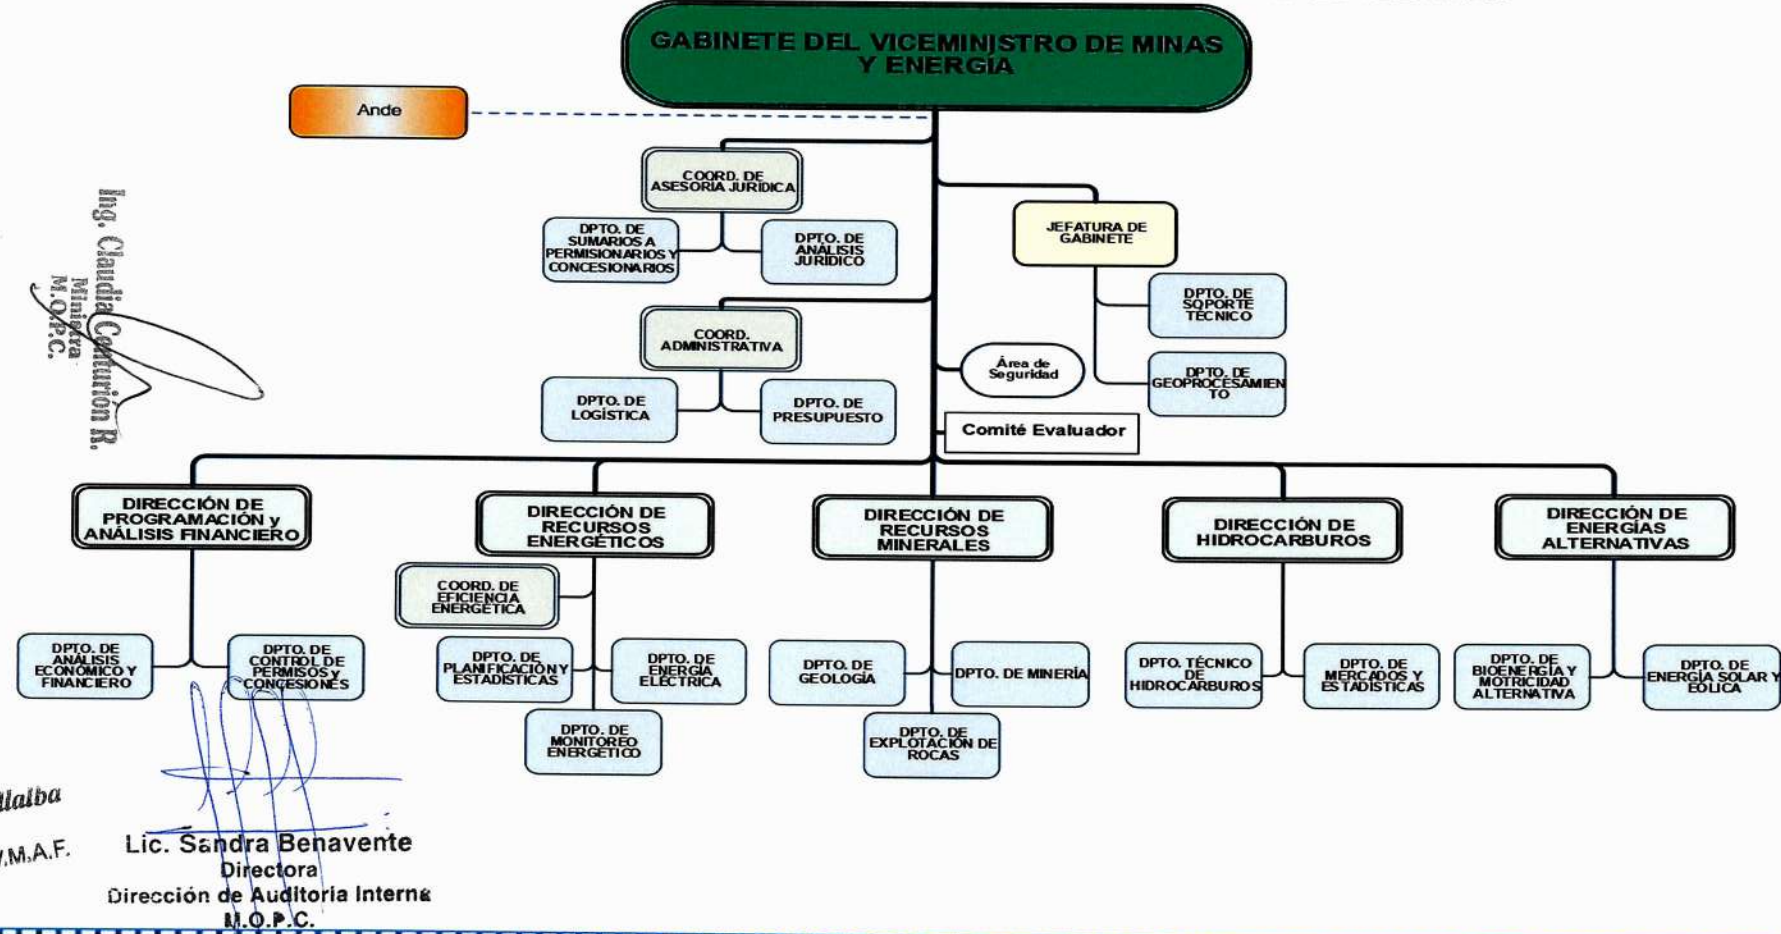 GABINETE DEL VICEMINISTRO DE MINAS
Y ENERGÍA
Ande
COORD. DE
ASESORÍA JURÍDICA
DPTO. DE
SUMARIOS A
PERMISIONARIOS Y
CONCESIONARIOS
DPTO. DE
ANÁLISIS
JURÍDICO
JEFATURA DE
GABINETE
DPTO. DE
SOPORTE
TÉCNICO
DPTO. DE
GEOPROCESAMIEN
TO
COORD.
ADMINISTRATIVA
DPTO. DE
LOGÍSTICA
DPTO. DE
PRESUPUESTO
Área de
Seguridad
Comité Evaluador
Ing. Claudia Centurión R.
Ministra
M.O.P.C.
DIRECCIÓN DE
PROGRAMACIÓN y
ANÁLISIS FINANCIERO
DIRECCIÓN DE
RECURSOS
ENERGÉTICOS
DIRECCIÓN DE
RECURSOS
MINERALES
DIRECCIÓN DE
HIDROCARBUROS
DIRECCIÓN DE
ENERGÍAS
ALTERNATIVAS
COORD. DE
EFICIENCIA
ENERGÉTICA
DPTO. DE
ANÁLISIS
ECONÓMICO Y
FINANCIERO
DPTO. DE
CONTROL DE
PERMISOS y
CONCESIONES
DPTO. DE
PLANIFICACIÓN Y
ESTADÍSTICAS
DPTO. DE
ENERGÍA
ELÉCTRICA
DPTO. DE
MONITOREO
ENERGÉTICO
DPTO. DE
GEOLOGÍA
DPTO. DE MINERÍA
DPTO. DE
EXPLOTACIÓN DE
ROCAS
DPTO. TÉCNICO
DE
HIDROCARBUROS
DPTO. DE
MERCADOS Y
ESTADÍSTICAS
DPTO. DE
BIOENERGÍA Y
MOTRICIDAD
ALTERNATIVA
DPTO. DE
ENERGÍA SOLAR Y
EÓLICA
M.A.F.
Lic. Sandra Benavente
Directora
Dirección de Auditoría Interna
M.O.P.C.